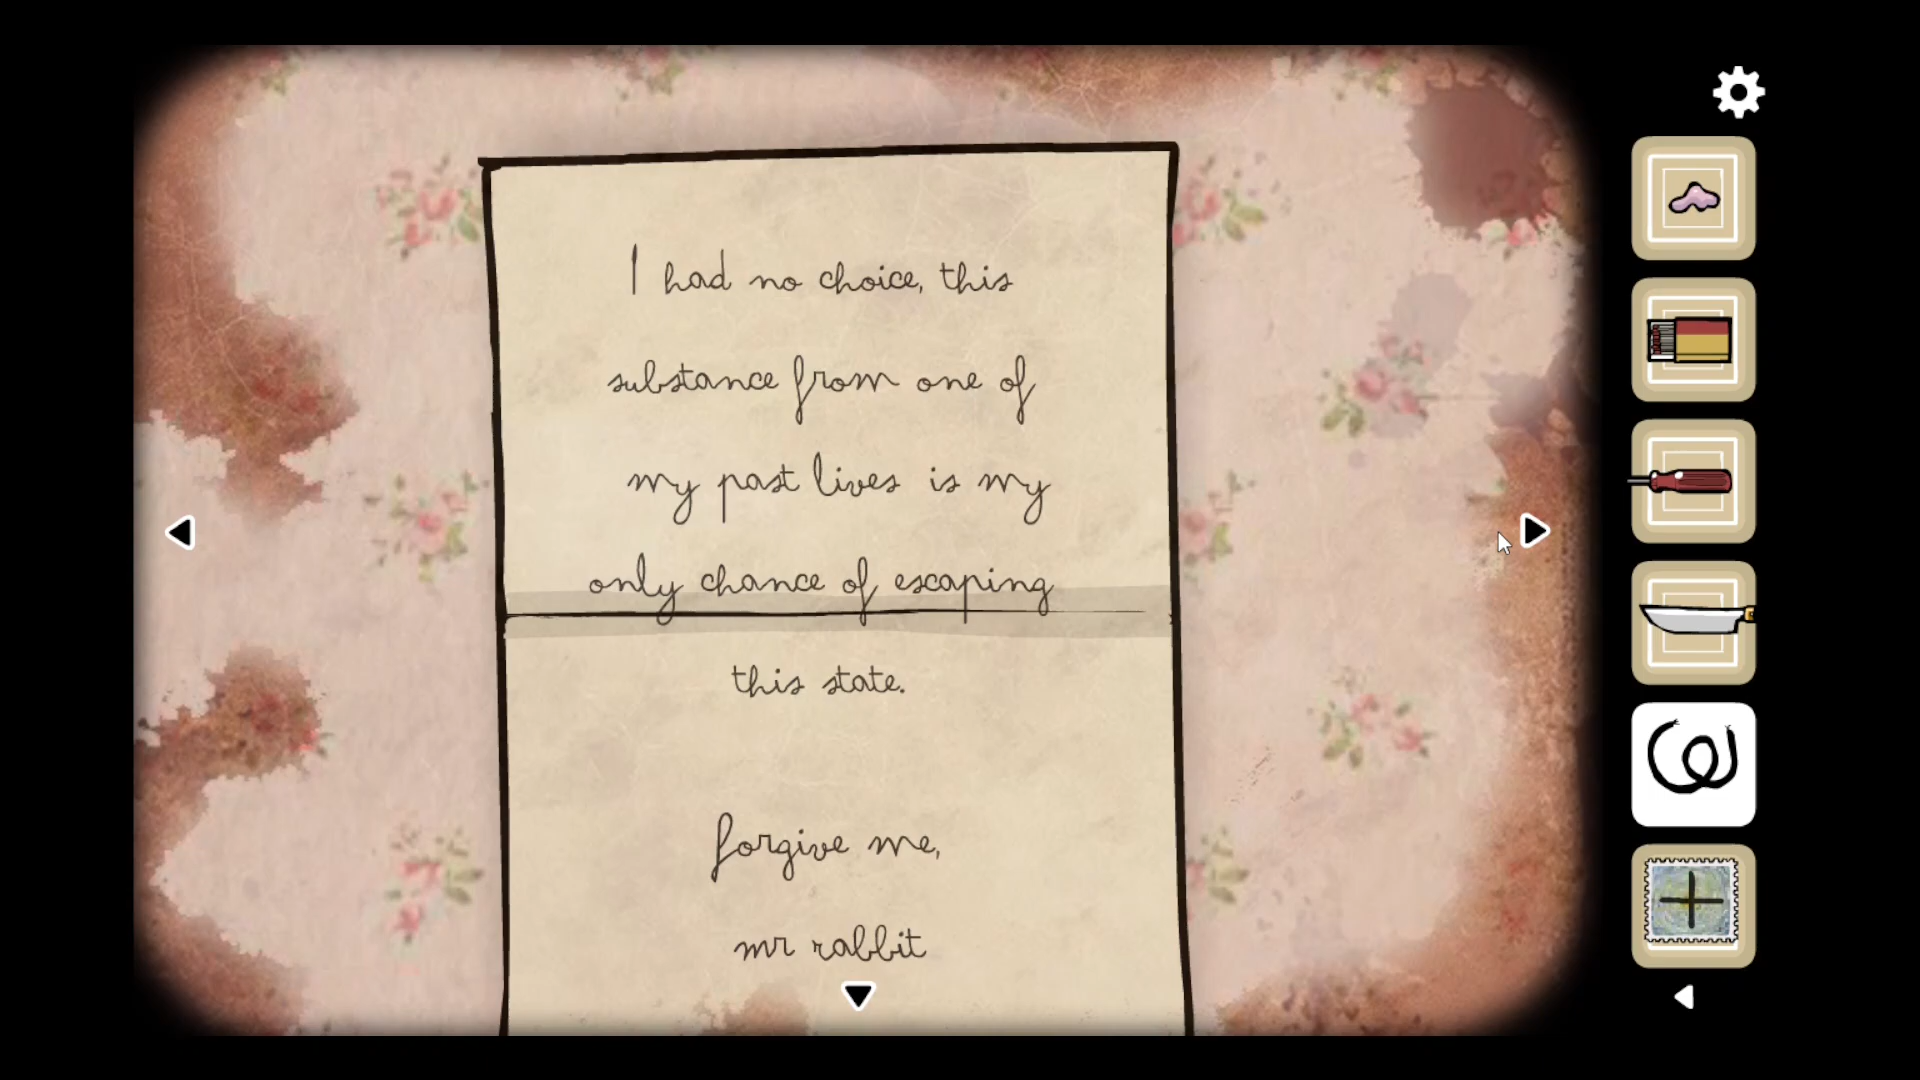 I had no choice, this
substance from one of
my past lives is my
only chance of escaping
this state.
forgive me,
mr rabbit